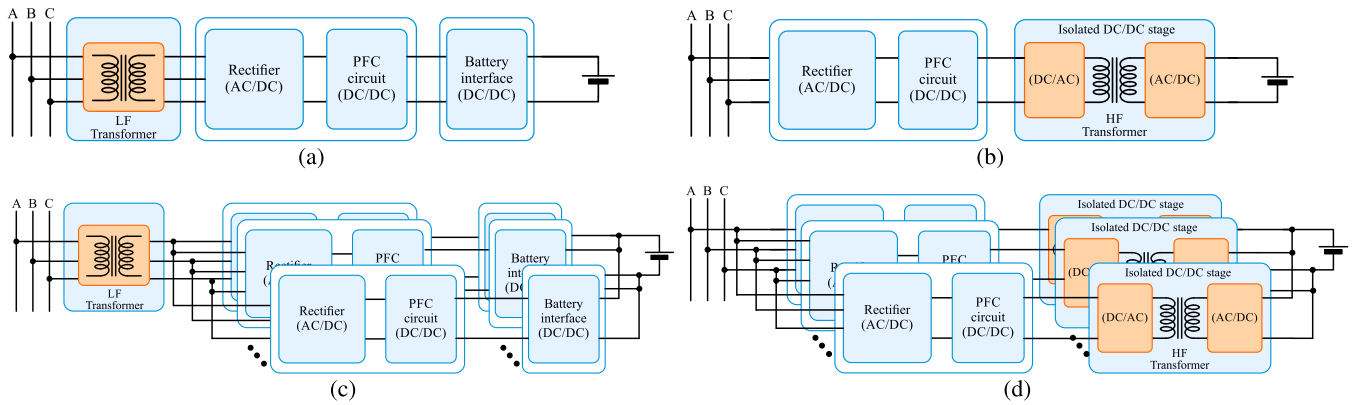 A B C
LF
Transformer
Rectifier
(AC/DC)
PFC
circuit
(DC/DC)
Battery
interface
(DC/DC)
(a)
A B C
Rectifier
(AC/DC)
PFC
circuit
(DC/DC)
Isolated DC/DC stage
(DC/AC)
(AC/DC)
HF
Transformer
(b)
A B C
LF
Transformer
PFC
Battery
Rectifier
(AC/DC)
PFC
circuit
(DC/DC)
Battery
interface
(DC/DC)
(c)
A B C
Isolated DC/DC stage
Isolated DC/DC stage
PFC
Isolated DC/DC stage
Rectifier
(AC/DC)
PFC
circuit
(DC/DC)
(DC/AC)
(AC/DC)
HF
Transformer
(d)